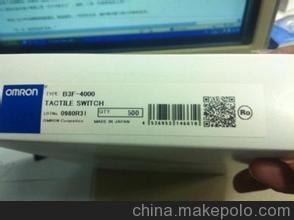 OMRON
TYPE B3F-4000
TACTILE SWITCH
LOT No. 0980R31 QTY 500
OMRON Corporation MADE IN JAPAN
Ro
china.makepolo.com